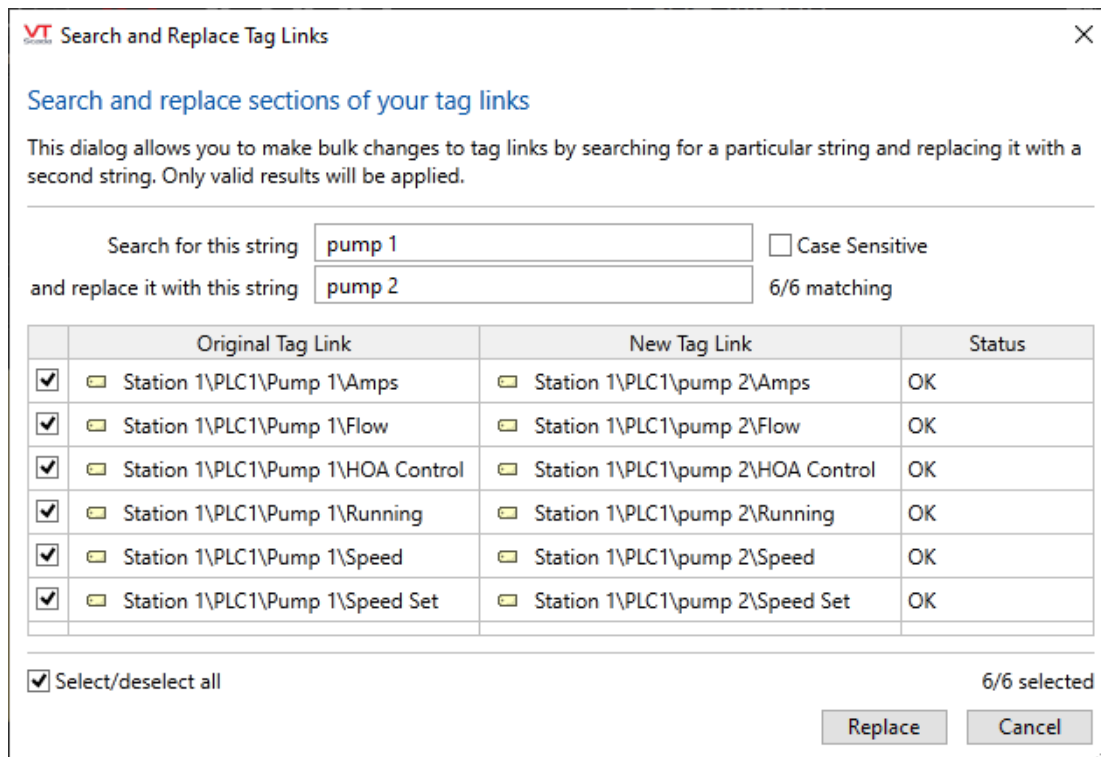 VT Scada Search and Replace Tag Links
Search and replace sections of your tag links
This dialog allows you to make bulk changes to tag links by searching for a particular string and replacing it with a
second string. Only valid results will be applied.
Search for this string pump 1 Case Sensitive
and replace it with this string pump 2 6/6 matching
Original Tag Link New Tag Link Status
Station 1\PLC1\Pump 1\Amps Station 1\PLC1\pump 2\Amps OK
Station 1\PLC1\Pump 1\Flow Station 1\PLC1\pump 2\Flow OK
Station 1\PLC1\Pump 1\HOA Control Station 1\PLC1\pump 2\HOA Control OK
Station 1\PLC1\Pump 1\Running Station 1\PLC1\pump 2\Running OK
Station 1\PLC1\Pump 1\Speed Station 1\PLC1\pump 2\Speed OK
Station 1\PLC1\Pump 1\Speed Set Station 1\PLC1\pump 2\Speed Set OK
Select/deselect all 6/6 selected
Replace Cancel